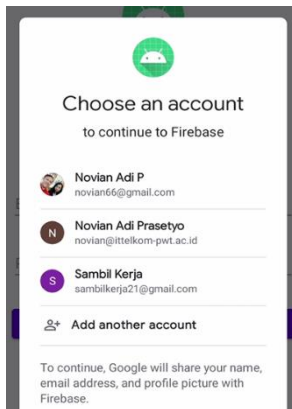 Choose an account
to continue to Firebase
Novian Adi P
novian66@gmail.com
N
Novian Adi Prasetyo
novian@ittelkom-pwt.ac.id
S
Sambil Kerja
sambilkerja21@gmail.com
Add another account
To continue, Google will share your name,
email address, and profile picture with
Firebase.